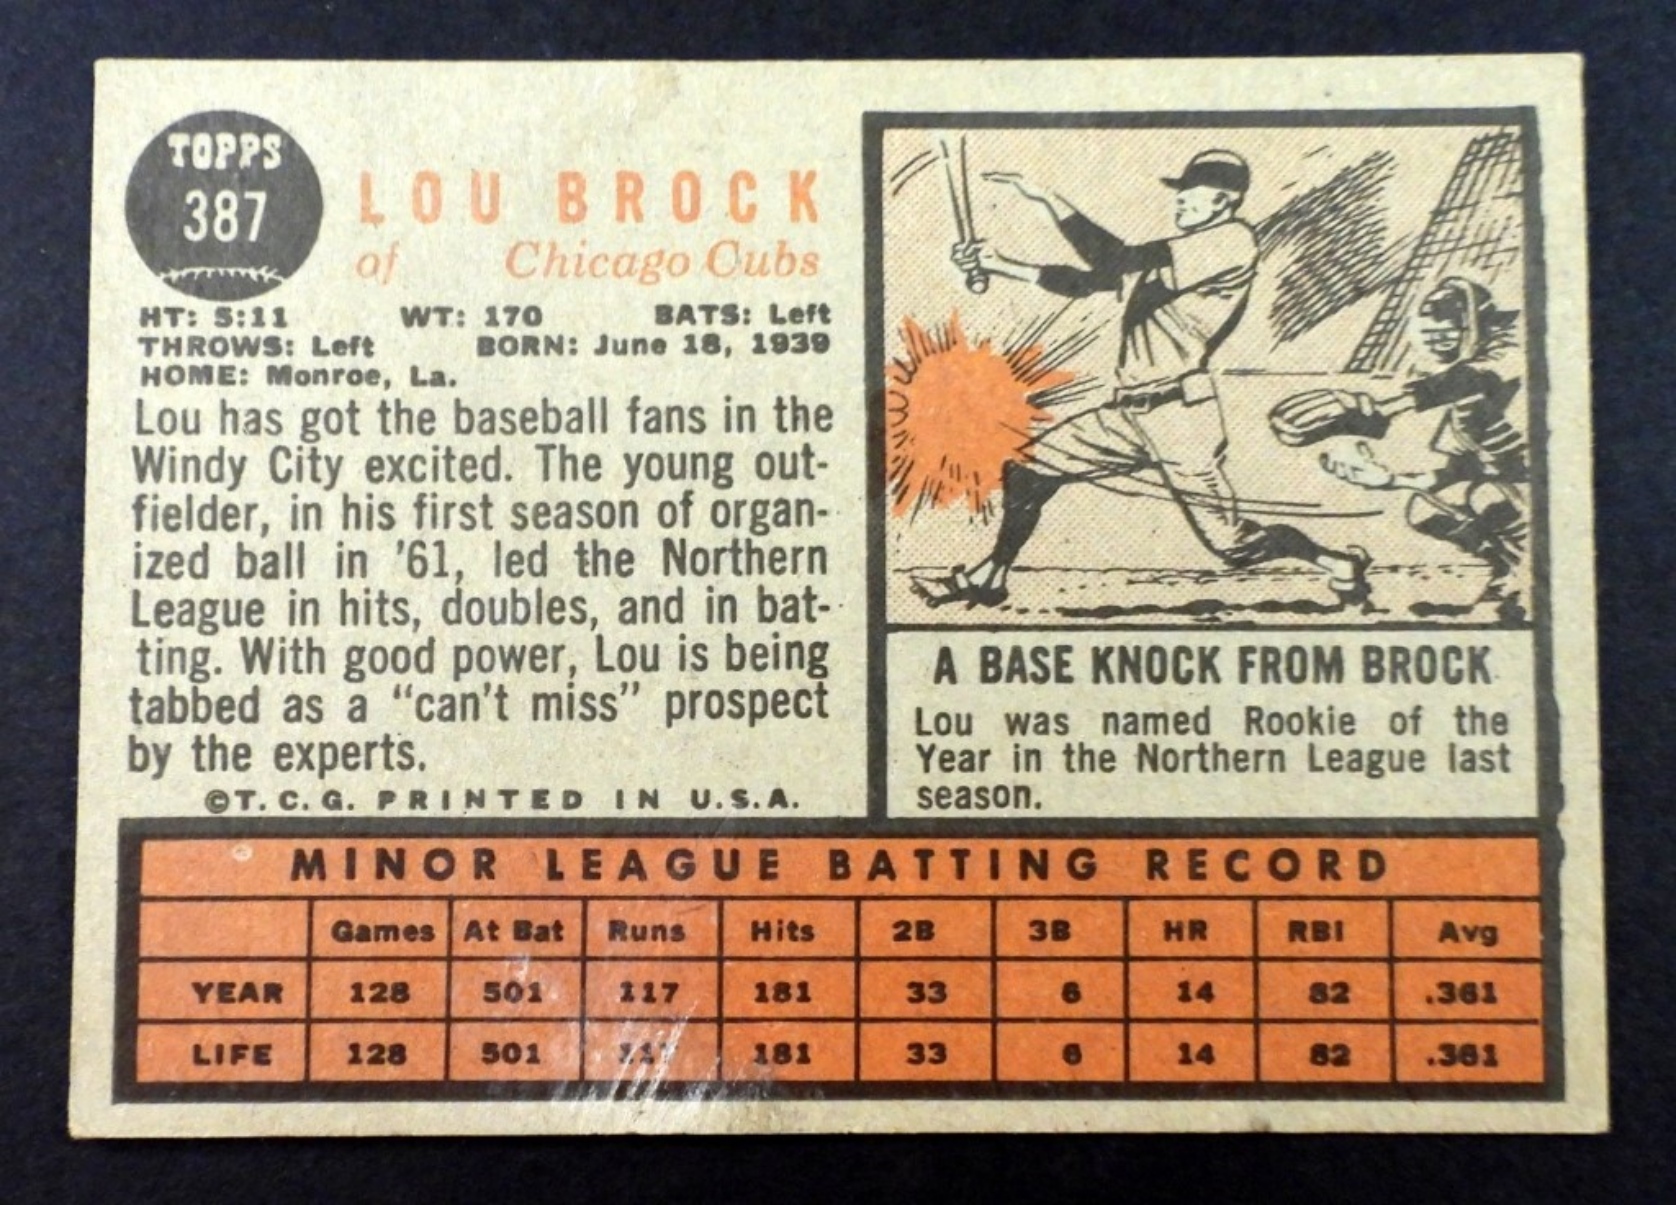 TOPPS
387
LOU BROCK
of Chicago Cubs
HT: 5:11 WT: 170 BATS: Left
THROWS: Left BORN: June 18, 1939
HOME: Monroe, La.
Lou has got the baseball fans in the
Windy City excited. The young out-
fielder, in his first season of organ-
ized ball in '61, led the Northern
League in hits, doubles, and in bat-
ting. With good power, Lou is being
tabbed as a "can't miss" prospect
by the experts.
©T. C. G. PRINTED IN U.S.A.
A BASE KNOCK FROM BROCK
Lou was named Rookie of the
Year in the Northern League last
season.
MINOR LEAGUE BATTING RECORD
Games At Bat Runs Hits 2B 3B HR RBI Avg
YEAR 128 501 117 181 33 6 14 82 .361
LIFE 128 501 117 181 33 6 14 82 .361